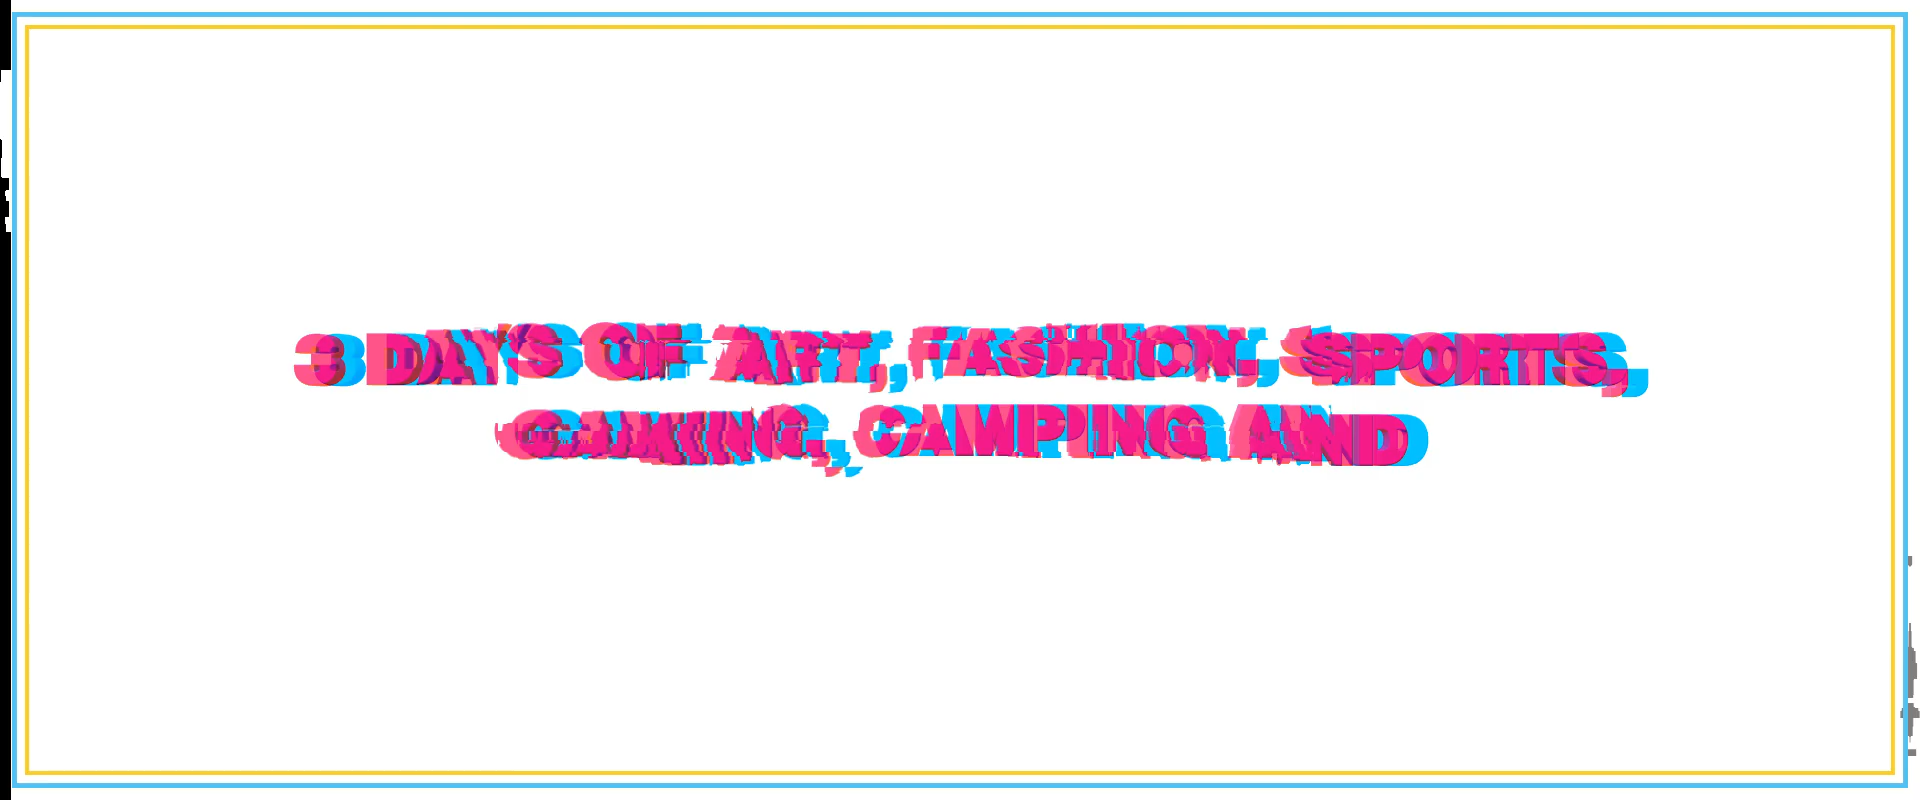 3 DAYS OF ART, FASHION, SPORTS,
GAMING, CAMPING AND